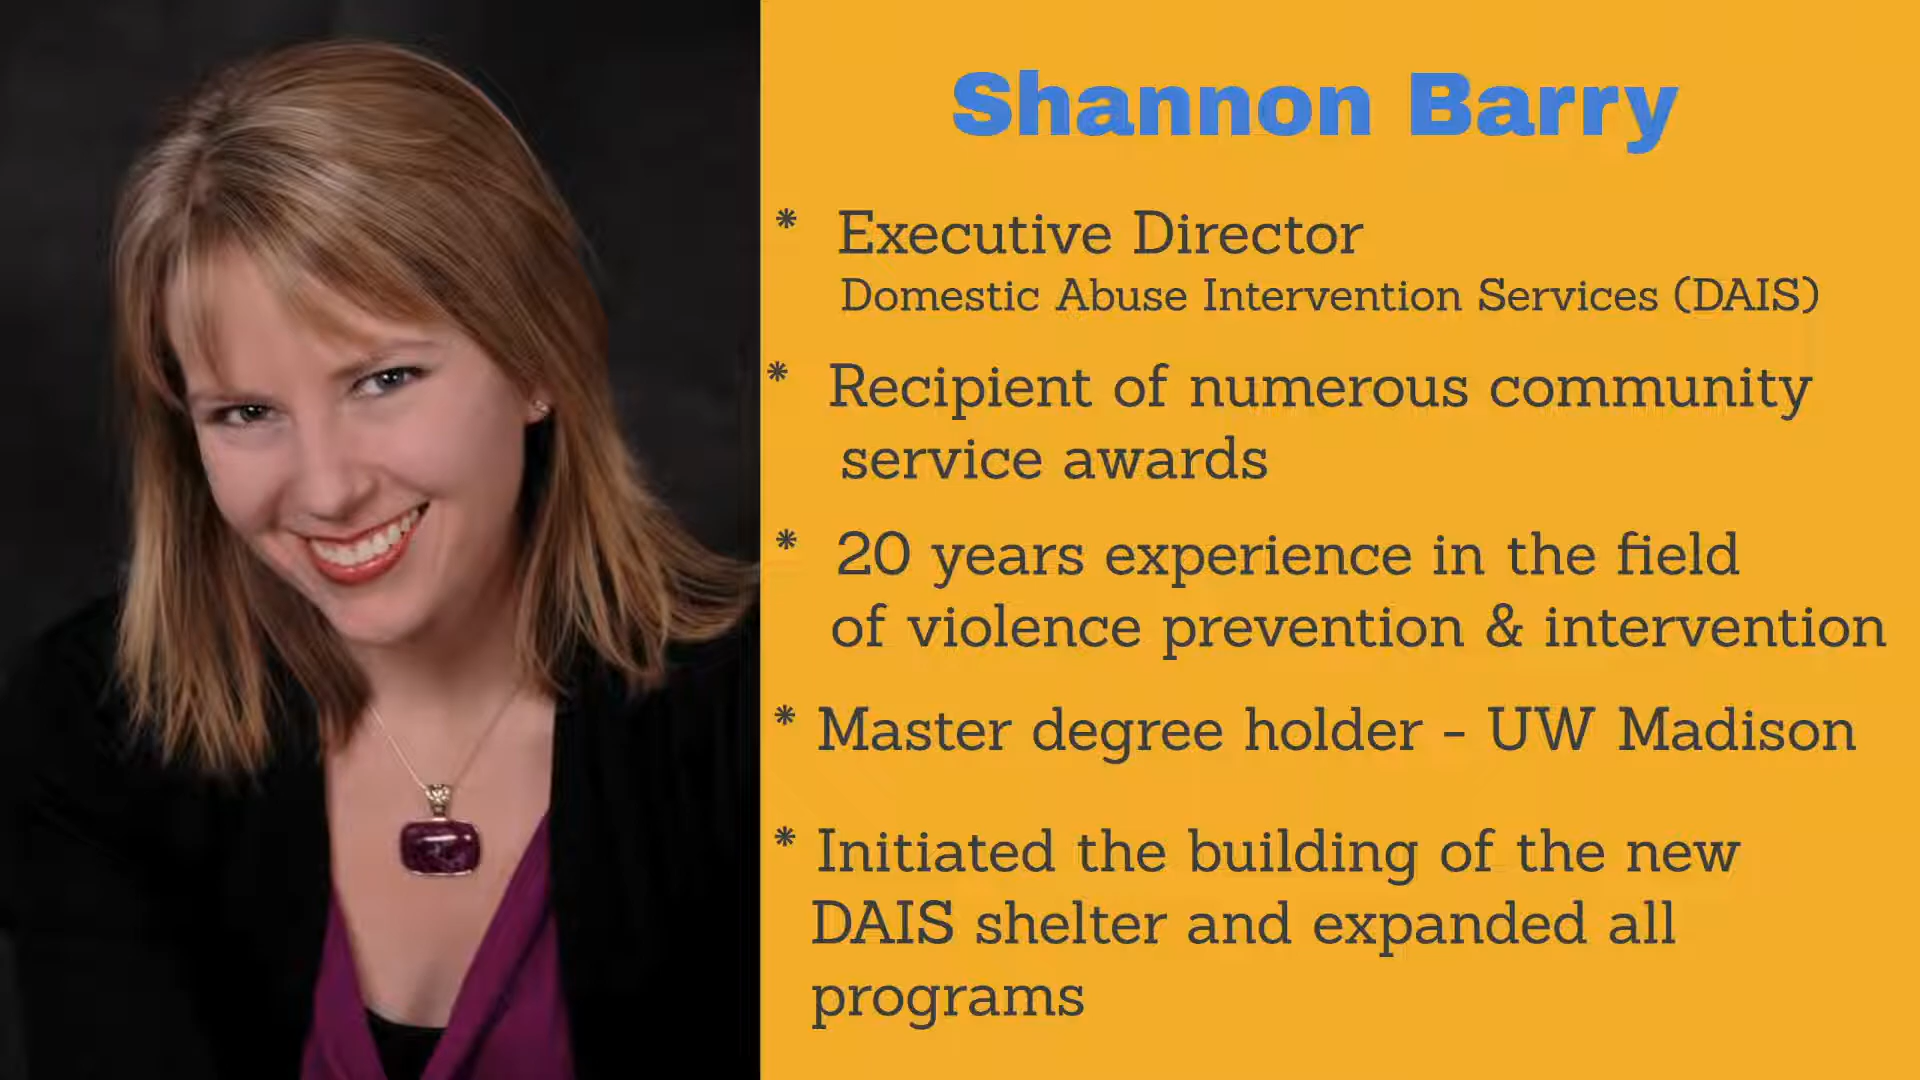 Shannon Barry
* Executive Director
Domestic Abuse Intervention Services (DAIS)
* Recipient of numerous community
service awards
* 20 years experience in the field
of violence prevention & intervention
* Master degree holder - UW Madison
* Initiated the building of the new
DAIS shelter and expanded all
programs